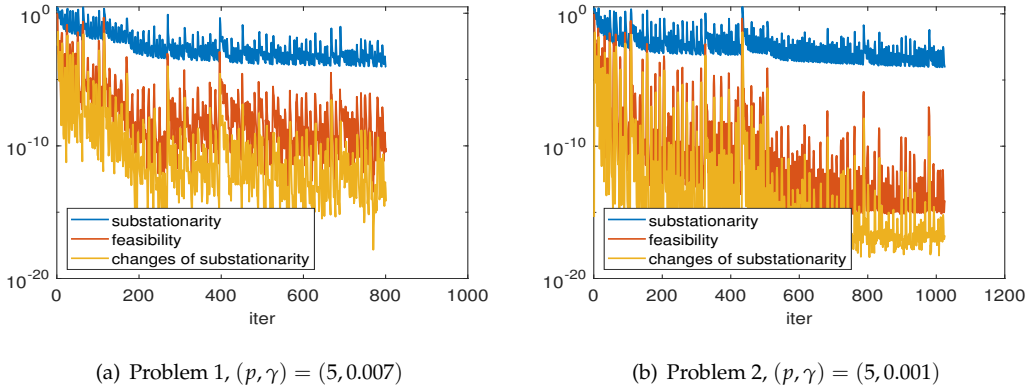 10^0
10^-10
10^-20
substationarity
feasibility
changes of substationarity
0 200 400 600 800 1000
iter
(a) Problem 1, (p, γ) = (5, 0.007)
10^0
10^-10
10^-20
substationarity
feasibility
changes of substationarity
0 200 400 600 800 1000 1200
iter
(b) Problem 2, (p, γ) = (5, 0.001)